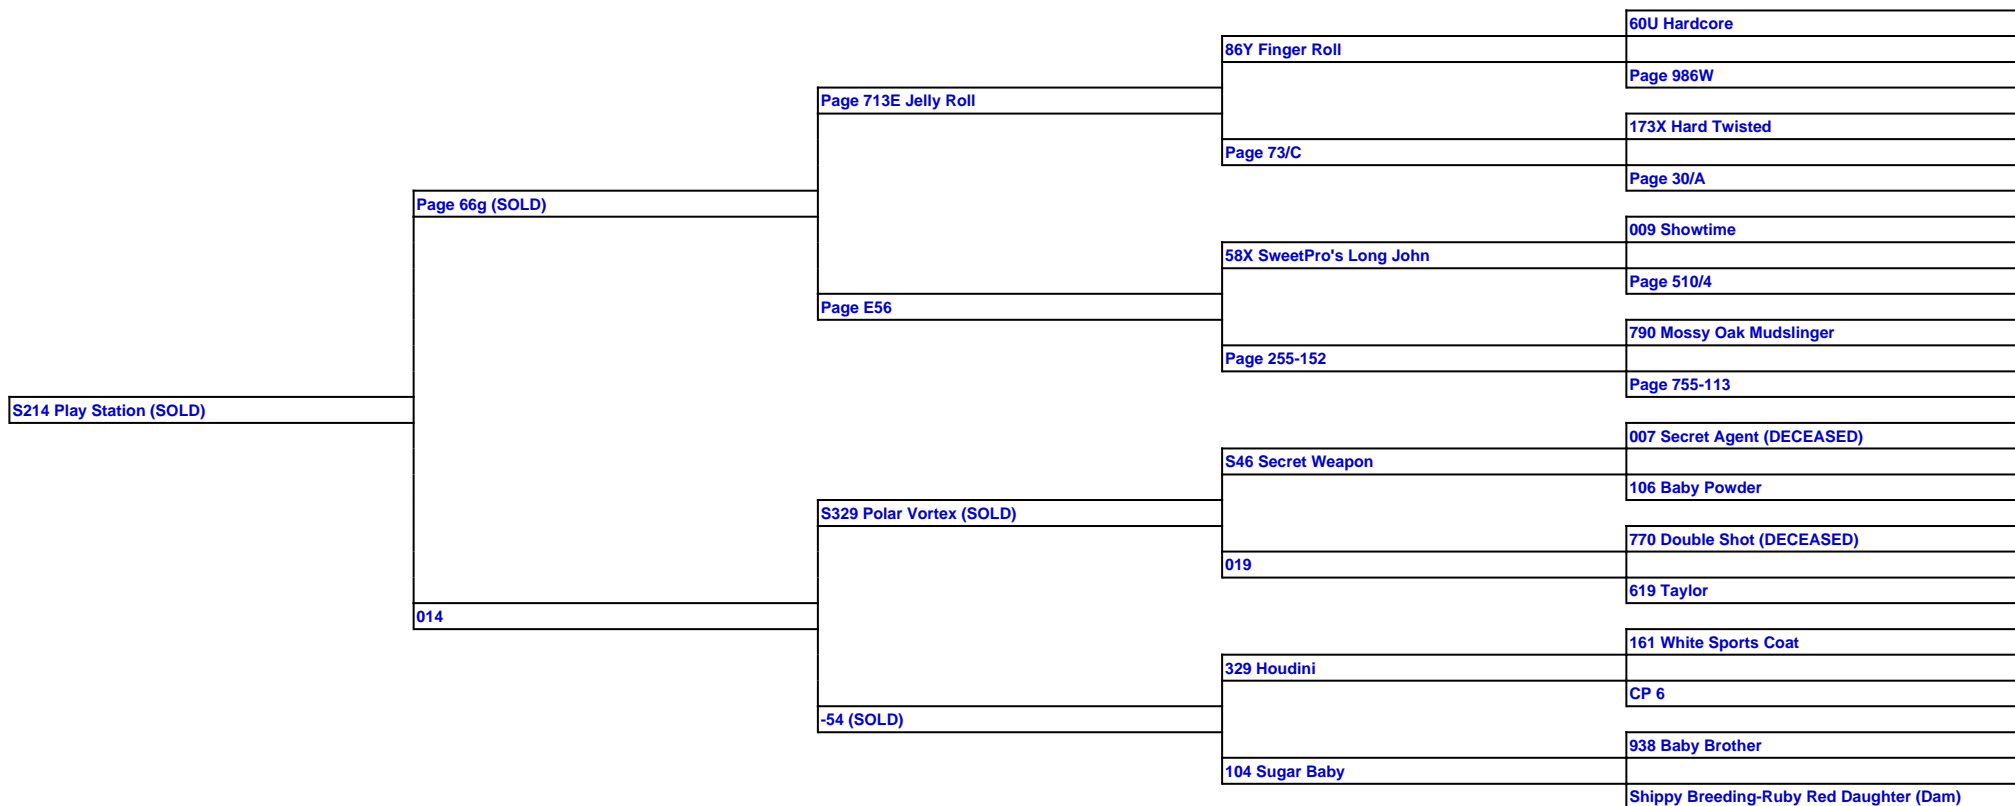 60U Hardcore
86Y Finger Roll
Page 986W
Page 713E Jelly Roll
173X Hard Twisted
Page 73/C
Page 30/A
Page 66g (SOLD)
009 Showtime
58X SweetPro's Long John
Page 510/4
Page E56
790 Mossy Oak Mudslinger
Page 255-152
Page 755-113
S214 Play Station (SOLD)
007 Secret Agent (DECEASED)
S46 Secret Weapon
106 Baby Powder
S329 Polar Vortex (SOLD)
770 Double Shot (DECEASED)
019
619 Taylor
014
161 White Sports Coat
329 Houdini
CP 6
-54 (SOLD)
938 Baby Brother
104 Sugar Baby
Shippy Breeding-Ruby Red Daughter (Dam)